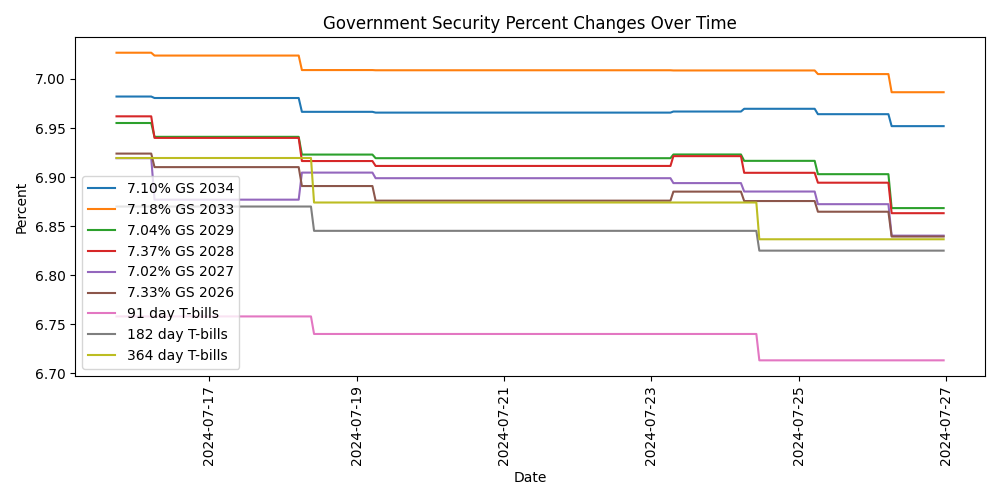 Government Security Percent Changes Over Time
Percent
7.00
6.95
6.90
6.85
6.80
6.75
6.70
7.10% GS 2034
7.18% GS 2033
7.04% GS 2029
7.37% GS 2028
7.02% GS 2027
7.33% GS 2026
91 day T-bills
182 day T-bills
364 day T-bills
2024-07-17
2024-07-19
2024-07-21
2024-07-23
2024-07-25
2024-07-27
Date